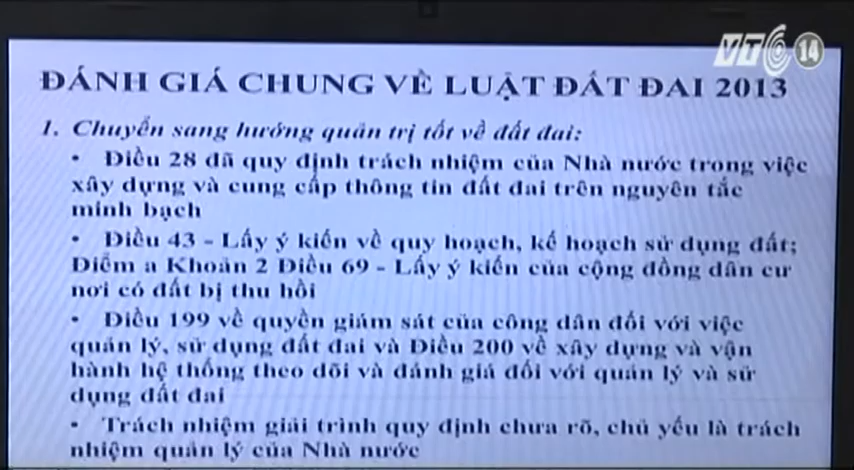 VTC 14
ĐÁNH GIÁ CHUNG VỀ LUẬT ĐẤT ĐAI 2013
1. Chuyển sang hướng quản trị tốt về đất đai:
• Điều 28 đã quy định trách nhiệm của Nhà nước trong việc
xây dựng và cung cấp thông tin đất đai trên nguyên tắc
minh bạch
• Điều 43 - Lấy ý kiến về quy hoạch, kế hoạch sử dụng đất;
Điểm a Khoản 2 Điều 69 - Lấy ý kiến của cộng đồng dân cư
nơi có đất bị thu hồi
• Điều 199 về quyền giám sát của công dân đối với việc
quản lý, sử dụng đất đai và Điều 200 về xây dựng và vận
hành hệ thống theo dõi và đánh giá đối với quản lý và sử
dụng đất đai
• Trách nhiệm giải trình quy định chưa rõ, chủ yếu là trách
nhiệm quản lý của Nhà nước